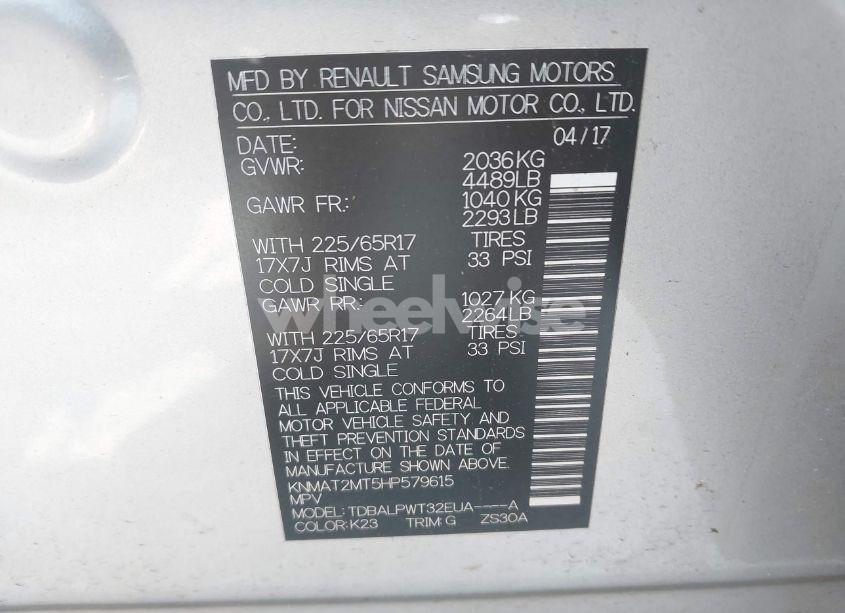 MFD BY RENAULT SAMSUNG MOTORS
CO., LTD. FOR NISSAN MOTOR CO., LTD.
DATE: 04/17
GVWR: 2036KG
4489LB
GAWR FR.: 1040KG
2293LB
WITH 225/65R17 TIRES
17X7J RIMS AT 33 PSI
COLD SINGLE
GAWR RR.: 1027KG
2264LB
WITH 225/65R17 TIRES
17X7J RIMS AT 33 PSI
COLD SINGLE
THIS VEHICLE CONFORMS TO
ALL APPLICABLE FEDERAL
MOTOR VEHICLE SAFETY AND
THEFT PREVENTION STANDARDS
IN EFFECT ON THE DATE OF
MANUFACTURE SHOWN ABOVE.
KNMAT2MT5HP579615
MPV
MODEL: TDBALPWT32EUA----A
COLOR:K23 TRIM:G ZS30A
wheelwise